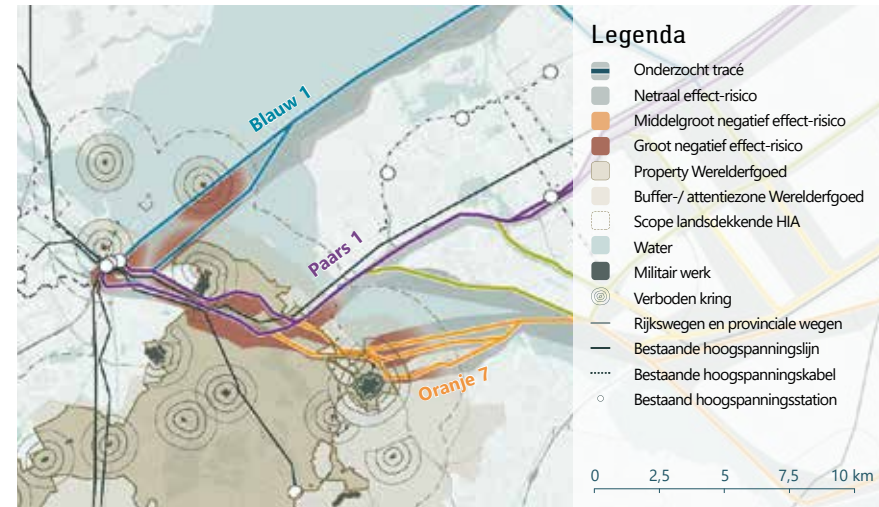 Blauw 1
Paars 1
Oranje 7
Legenda
Onderzocht tracé
Netraal effect-risico
Middelgroot negatief effect-risico
Groot negatief effect-risico
Property Werelderfgoed
Buffer-/ attentiezone Werelderfgoed
Scope landsdekkende HIA
Water
Militair werk
Verboden kring
Rijkswegen en provinciale wegen
Bestaande hoogspanningslijn
Bestaande hoogspanningskabel
Bestaand hoogspanningsstation
0 2,5 5 7,5 10 km